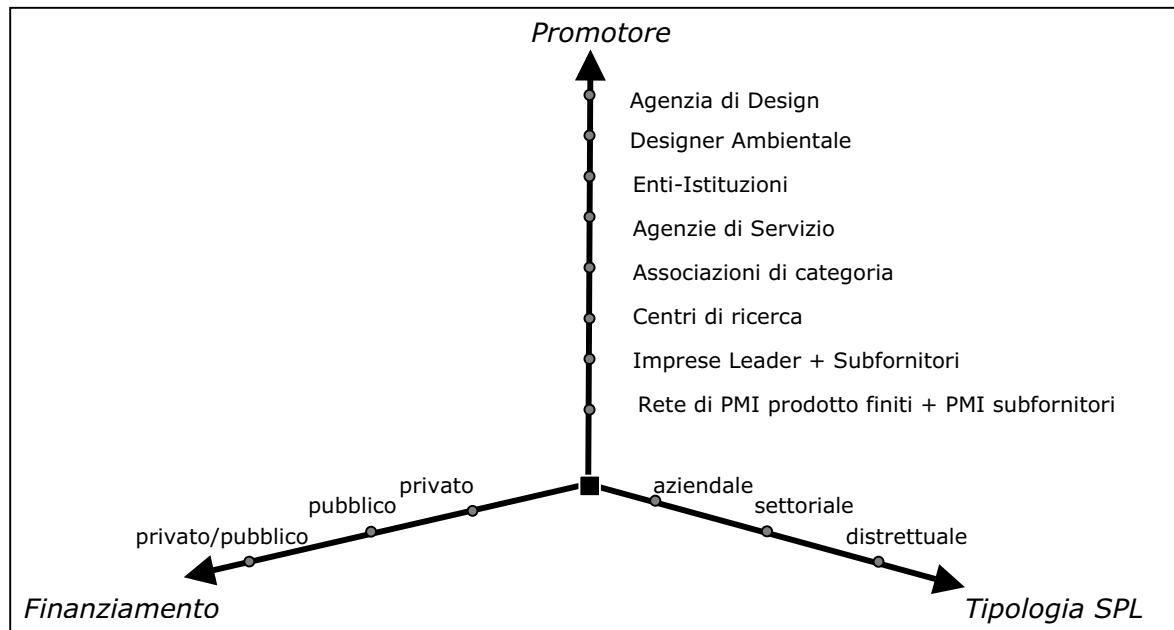 Promotore
Agenzia di Design
Designer Ambientale
Enti-Istituzioni
Agenzie di Servizio
Associazioni di categoria
Centri di ricerca
Imprese Leader + Subfornitori
Rete di PMI prodotto finiti + PMI subfornitori
privato
pubblico
privato/pubblico
Finanziamento
aziendale
settoriale
distrettuale
Tipologia SPL